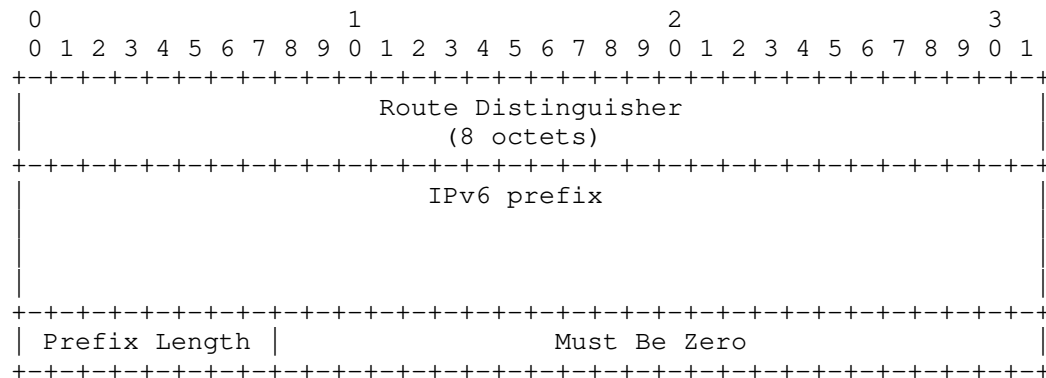 0                   1                   2                   3
0 1 2 3 4 5 6 7 8 9 0 1 2 3 4 5 6 7 8 9 0 1 2 3 4 5 6 7 8 9 0 1
+-+-+-+-+-+-+-+-+-+-+-+-+-+-+-+-+-+-+-+-+-+-+-+-+-+-+-+-+-+-+-+-+
| Route Distinguisher |
| (8 octets) |
+-+-+-+-+-+-+-+-+-+-+-+-+-+-+-+-+-+-+-+-+-+-+-+-+-+-+-+-+-+-+-+-+
| IPv6 prefix |
| |
| |
| |
+-+-+-+-+-+-+-+-+-+-+-+-+-+-+-+-+-+-+-+-+-+-+-+-+-+-+-+-+-+-+-+-+
| Prefix Length | Must Be Zero |
+-+-+-+-+-+-+-+-+-+-+-+-+-+-+-+-+-+-+-+-+-+-+-+-+-+-+-+-+-+-+-+-+